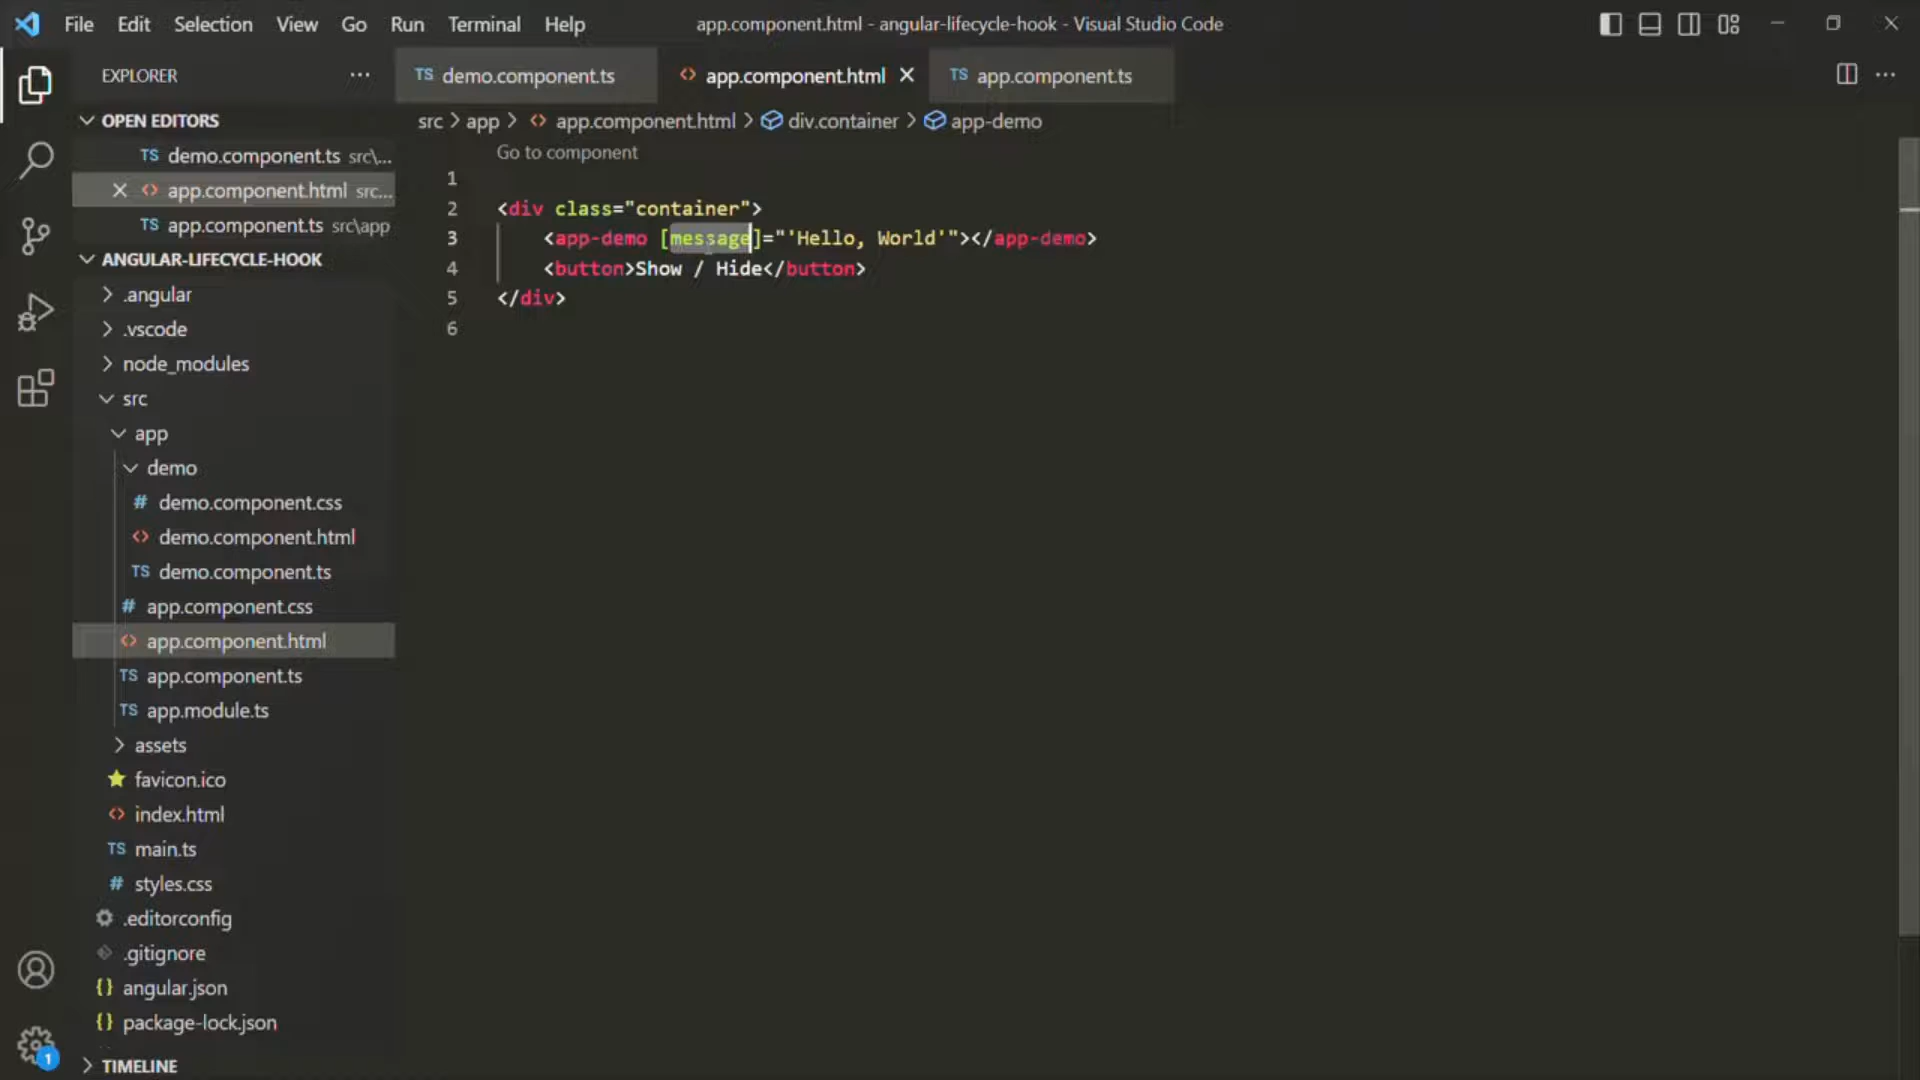 File Edit Selection View Go Run Terminal Help
app.component.html - angular-lifecycle-hook - Visual Studio Code
EXPLORER
OPEN EDITORS
TS demo.component.ts src\...
app.component.html src...
TS app.component.ts src\app
ANGULAR-LIFECYCLE-HOOK
.angular
.vscode
node_modules
src
app
demo
# demo.component.css
<> demo.component.html
TS demo.component.ts
# app.component.css
<> app.component.html
TS app.component.ts
TS app.module.ts
assets
favicon.ico
<> index.html
TS main.ts
# styles.css
.editorconfig
.gitignore
{} angular.json
{} package-lock.json
TIMELINE
1
TS demo.component.ts
<> app.component.html
TS app.component.ts
src > app > <> app.component.html > div.container > app-demo
Go to component
1
2 <div class="container">
3 <app-demo [message]="'Hello, World'"></app-demo>
4 <button>Show / Hide</button>
5 </div>
6